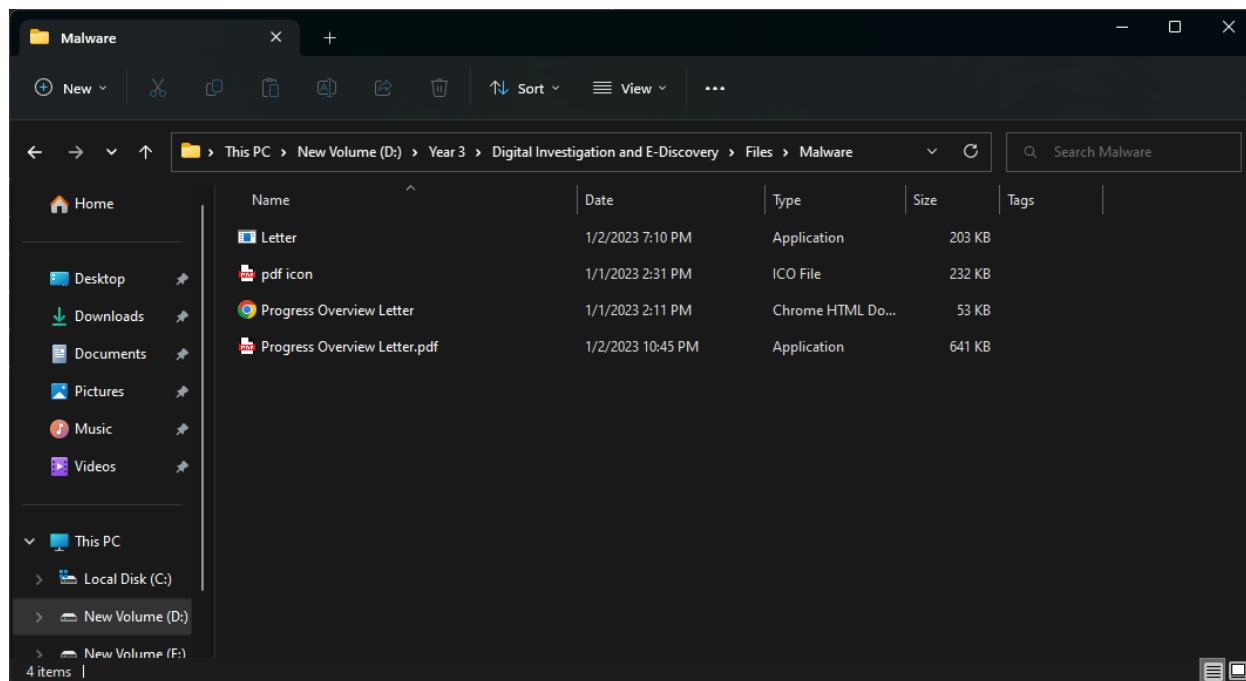 Malware
New Sort View
This PC New Volume (D:) Year 3 Digital Investigation and E-Discovery Files Malware Search Malware
Home
Desktop
Downloads
Documents
Pictures
Music
Videos
This PC
Local Disk (C:)
New Volume (D:)
New Volume (E:)
Name Date Type Size Tags
Letter 1/2/2023 7:10 PM Application 203 KB
pdf icon 1/1/2023 2:31 PM ICO File 232 KB
Progress Overview Letter 1/1/2023 2:11 PM Chrome HTML Do... 53 KB
Progress Overview Letter.pdf 1/2/2023 10:45 PM Application 641 KB
4 items